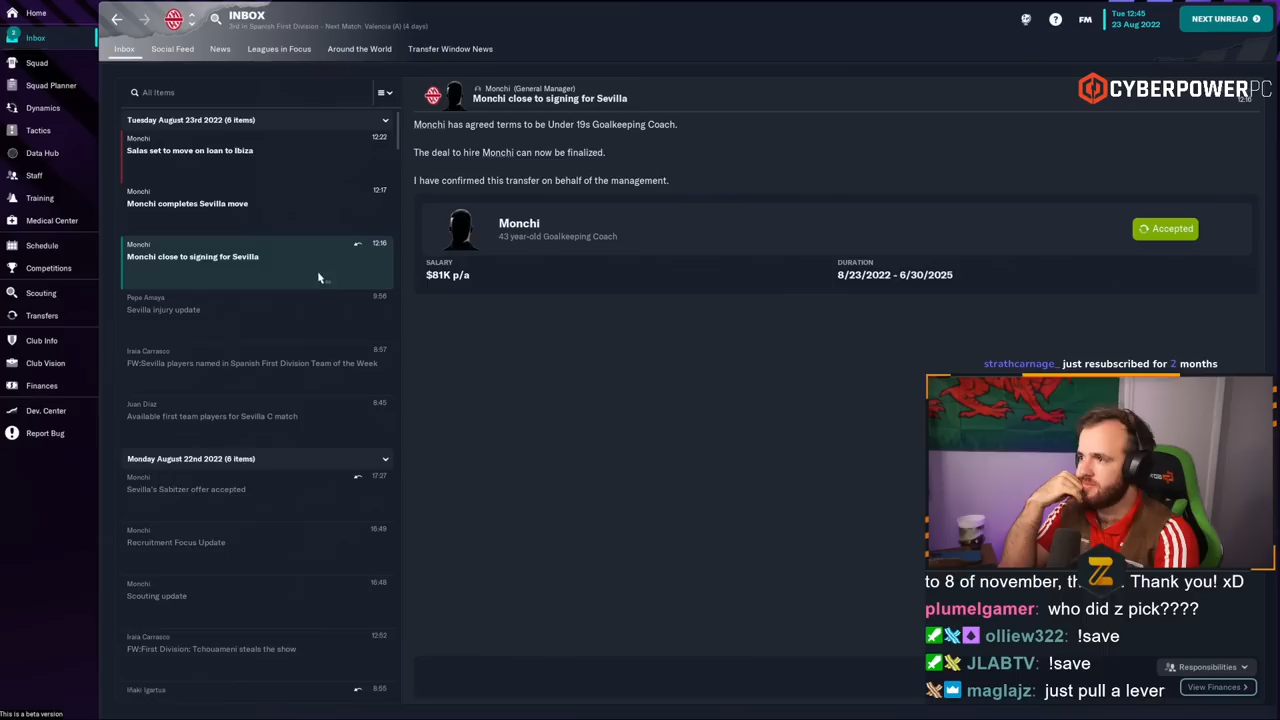 Home
INBOX
3rd in Spanish First Division - Next Match: Valencia (A) (4 days)
FM
Tue 12:45
23 Aug 2022
NEXT UNREAD
2
Inbox
Squad
Squad Planner
Dynamics
Tactics
Data Hub
Staff
Training
Medical Center
Schedule
Competitions
Scouting
Transfers
Club Info
Club Vision
Finances
Dev. Center
Report Bug
This is a beta version
Inbox
Social Feed
News
Leagues in Focus
Around the World
Transfer Window News
All Items
Tuesday August 23rd 2022 (6 items)
Monchi
12:22
Salas set to move on loan to Ibiza
Monchi
12:17
Monchi completes Sevilla move
Monchi
12:16
Monchi close to signing for Sevilla
Pepe Amaya
9:56
Sevilla injury update
Iraia Carrasco
8:57
FW:Sevilla players named in Spanish First Division Team of the Week
Juan Díaz
8:45
Available first team players for Sevilla C match
Monday August 22nd 2022 (6 items)
Monchi
17:27
Sevilla's Sabitzer offer accepted
Monchi
16:49
Recruitment Focus Update
Monchi
16:48
Scouting update
Iraia Carrasco
12:52
FW:First Division: Tchouameni steals the show
Iñaki Igartua
8:55
Monchi (General Manager)
Monchi close to signing for Sevilla
12:16
CYBERPOWERPC
Monchi has agreed terms to be Under 19s Goalkeeping Coach.
The deal to hire Monchi can now be finalized.
I have confirmed this transfer on behalf of the management.
Monchi
43 year-old Goalkeeping Coach
Accepted
SALARY
$81K p/a
DURATION
8/23/2022 - 6/30/2025
strathcarnage_ just resubscribed for 2 months
Z
to 8 of november, th
. Thank you! xD
plumelgamer: who did z pick????
olliew322: !save
JLABTV: !save
maglajz: just pull a lever
Responsibilities
View Finances >